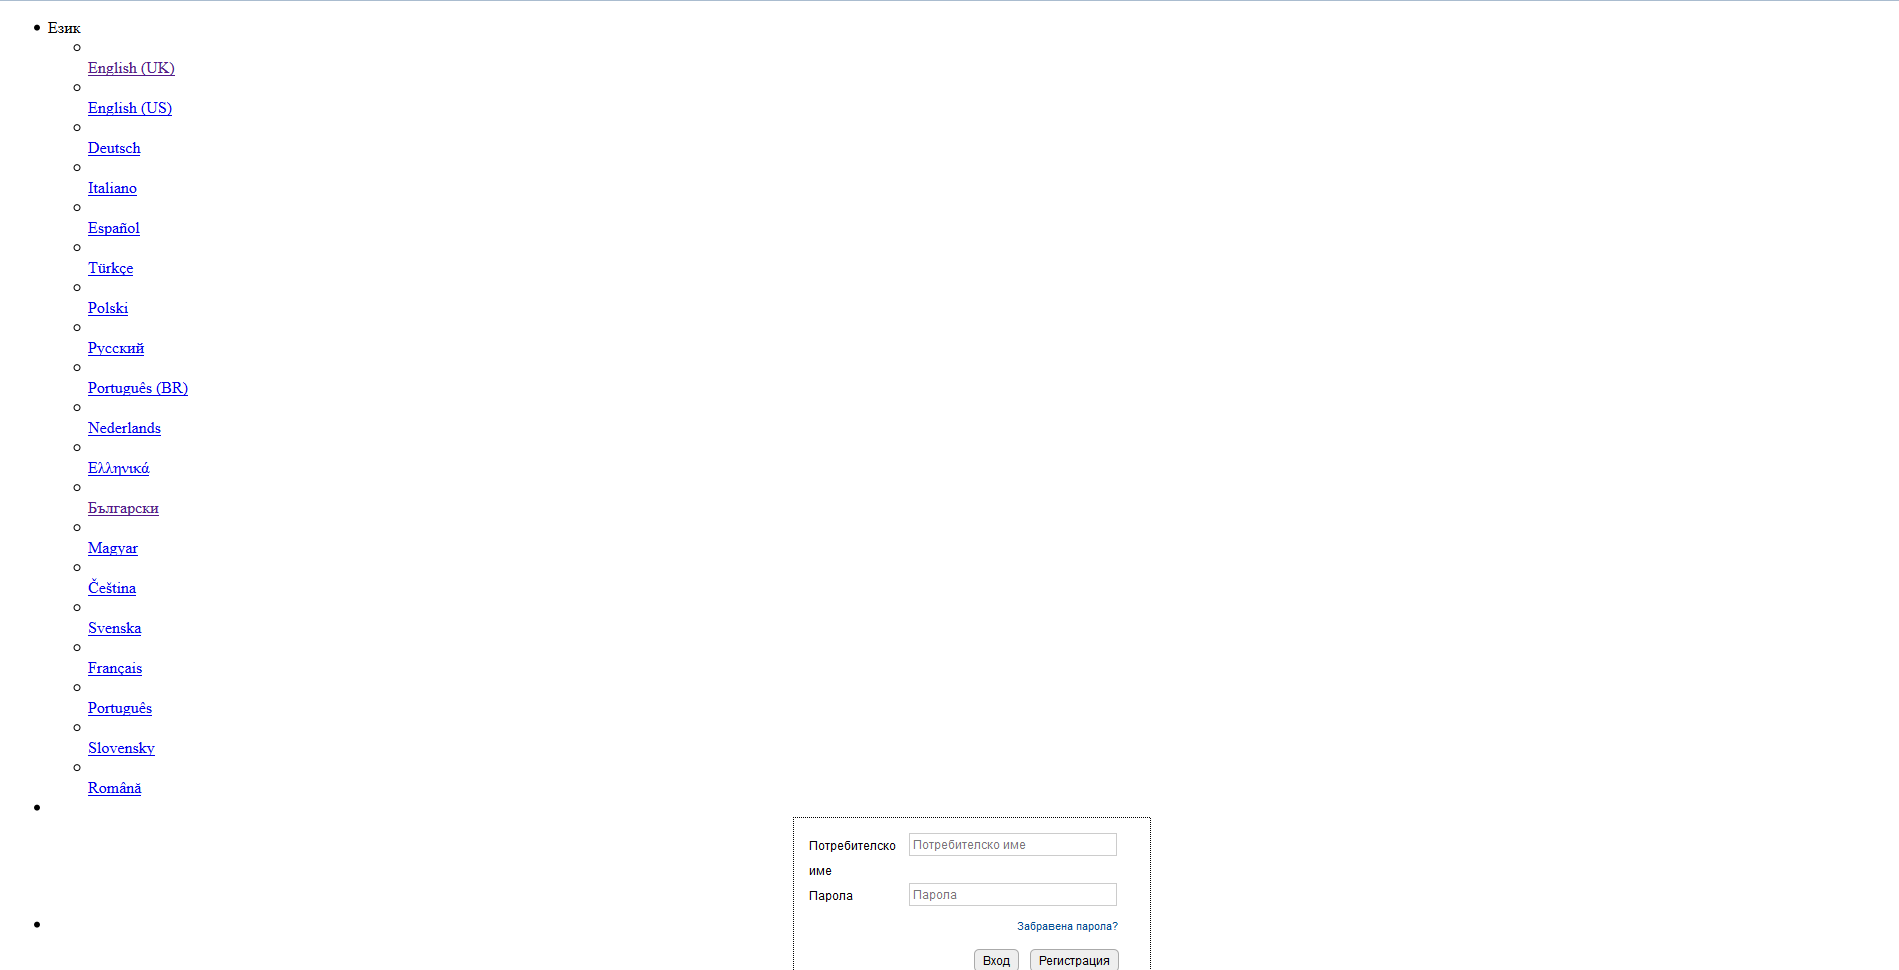 Език
English (UK)
English (US)
Deutsch
Italiano
Español
Türkçe
Polski
Русский
Português (BR)
Nederlands
Ελληνικά
Български
Magyar
Čeština
Svenska
Français
Português
Slovensky
Română
Потребителско Потребителско име
име
Парола Парола
Забравена парола?
Вход Регистрация